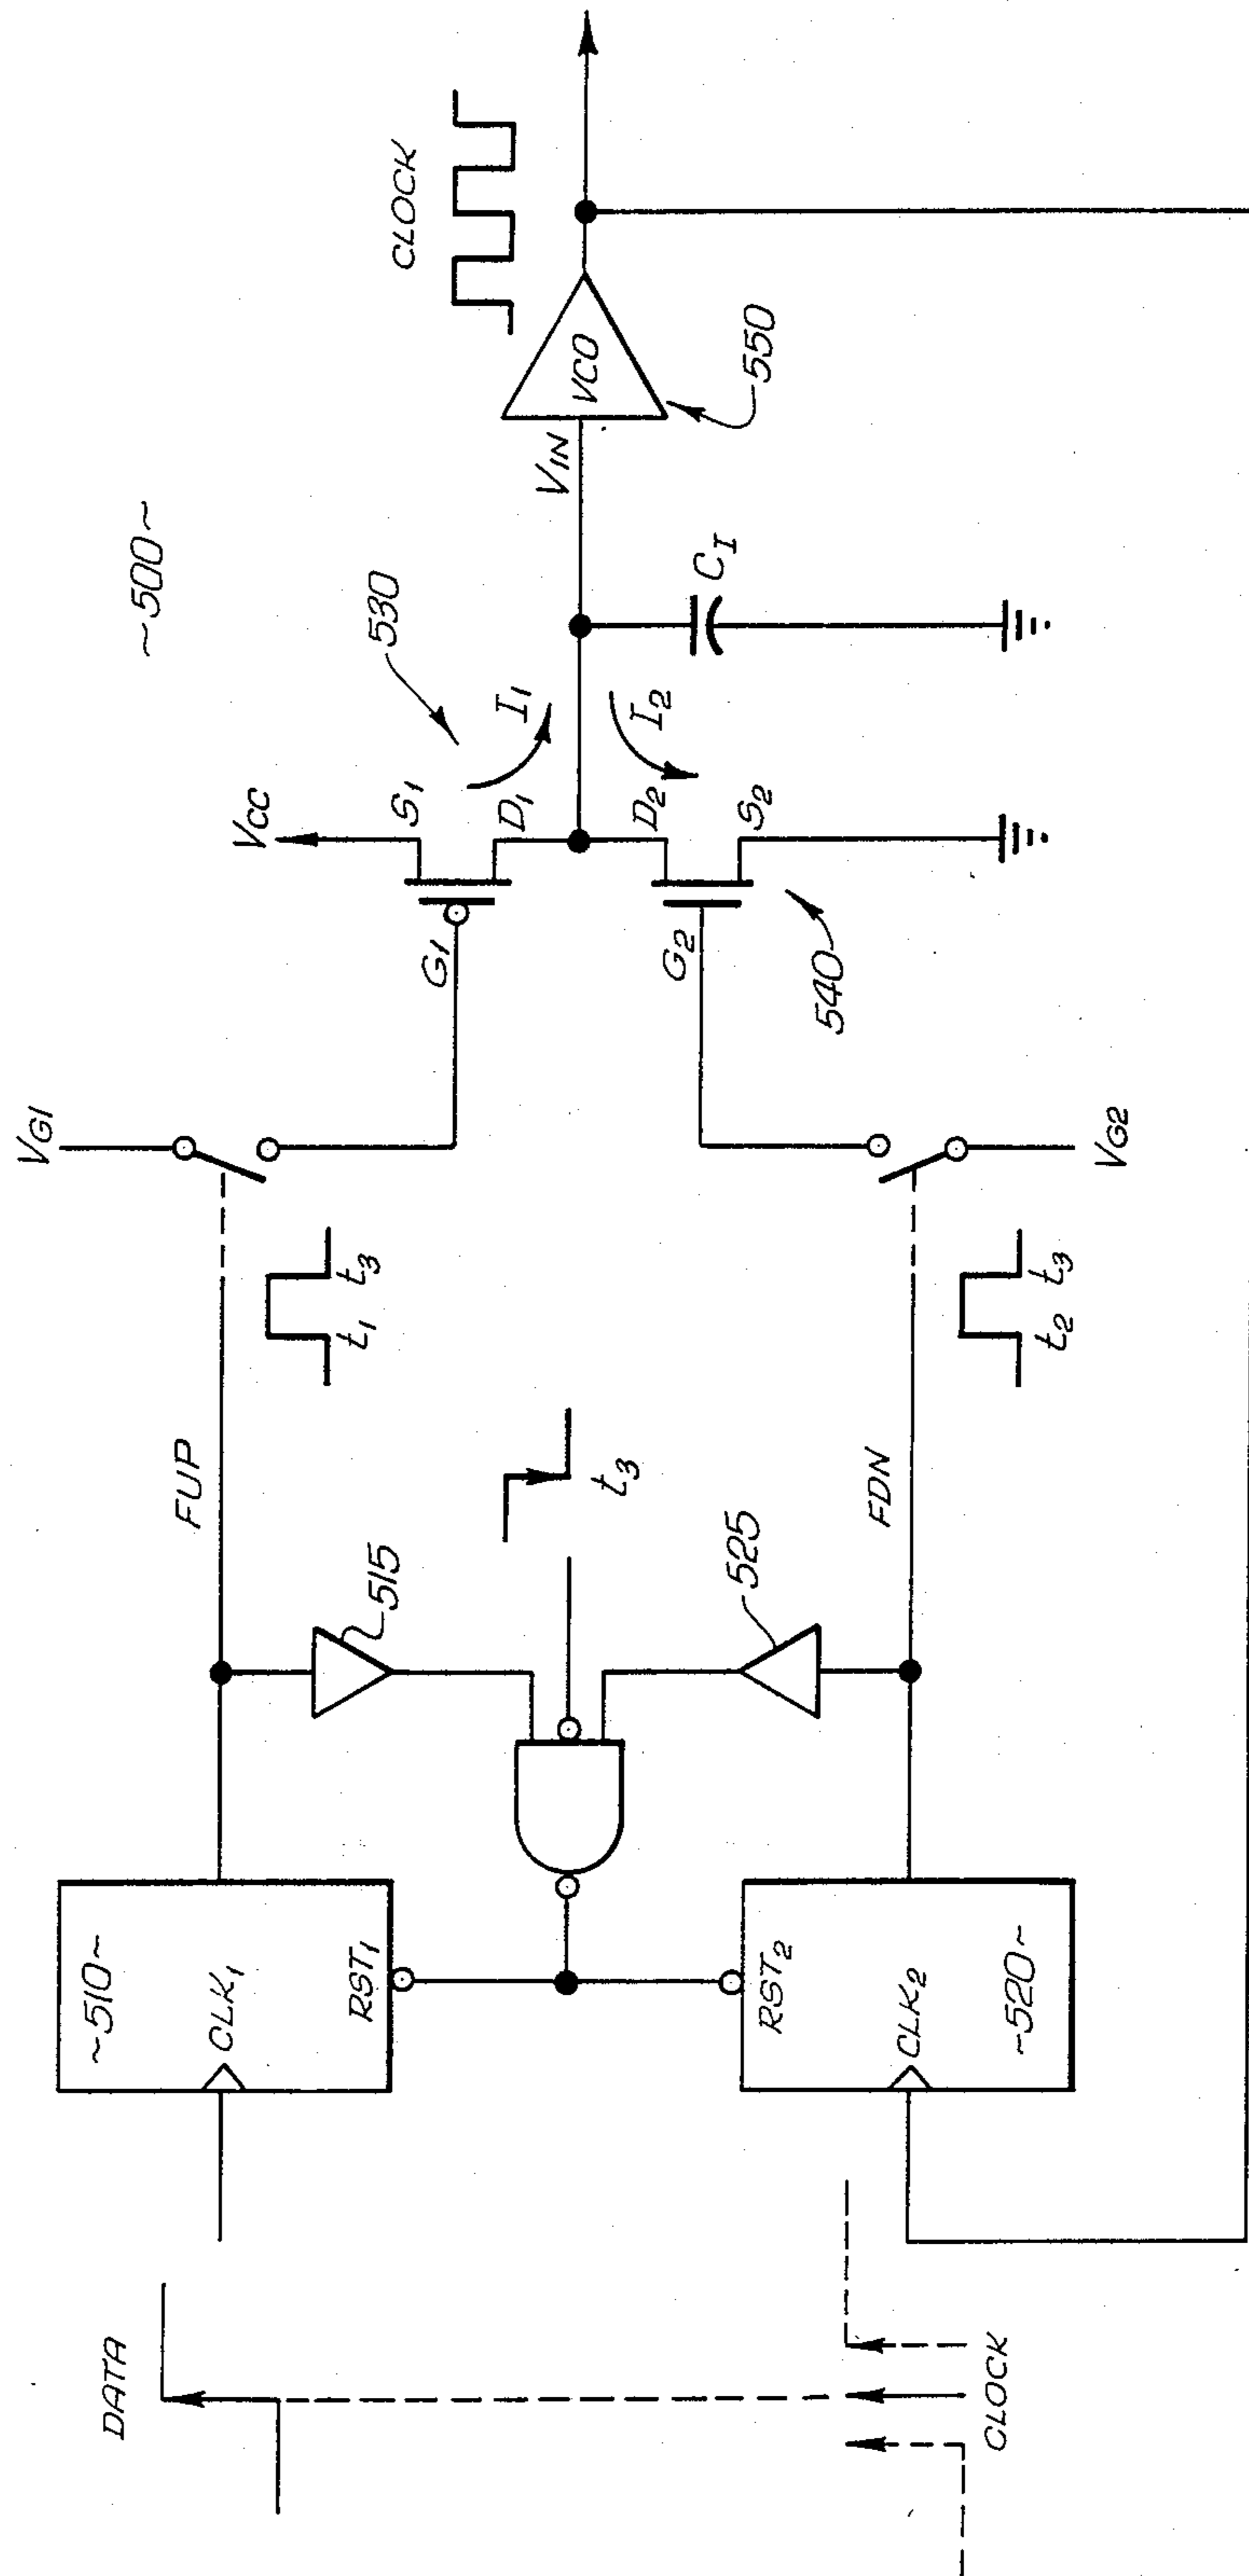 ~500~
DATA
~510~
CLK1
RST1
FUP
t1 t3
VG1
G1
VCC
S1
D1
530
I1
VIN
VCO
550
CLOCK
515
t3
525
RST2
CLK2
~520~
FDN
t2 t3
VG2
G2
D2
S2
540
I2
CI
CLOCK